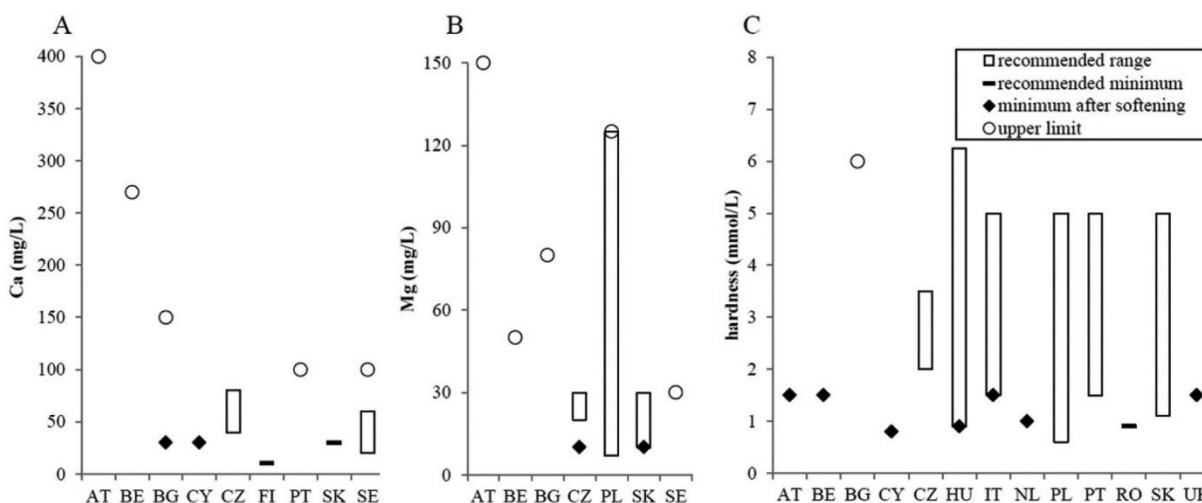 A
Ca (mg/L)
400
350
300
250
200
150
100
50
0
AT BE BG CY CZ FI PT SK SE
B
Mg (mg/L)
150
120
90
60
30
0
AT BE BG CZ PL SK SE
C
hardness (mmol/L)
8
7
6
5
4
3
2
1
0
AT BE BG CY CZ HU IT NL PL PT RO SK
recommended range
recommended minimum
minimum after softening
upper limit